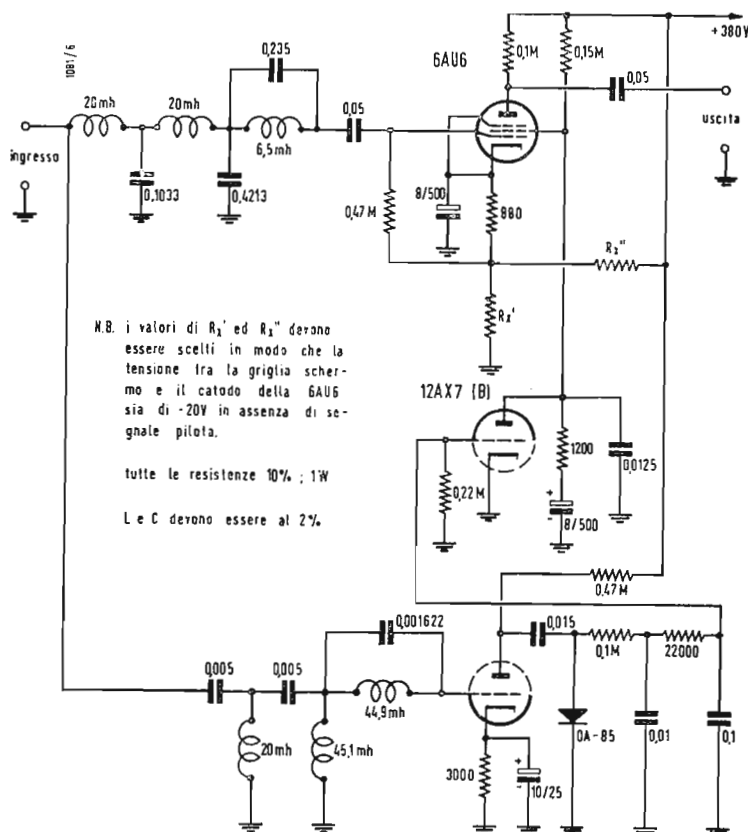 1081/6
6AU6
0,1M
0,15M
+380V
0,235
0,05
20mh
20mh
0,05
6,5mh
ingresso
uscita
0,1033
0,4213
0,47M
8/500
880
Rx''
Rx'
N.B. i valori di Rx' ed Rx'' devono
essere scelti in modo che la
tensione fra la griglia scher-
mo e il catodo della 6AU6
sia di -20V in assenza di se-
gnale pilota.
tutte le resistenze 10% ; 1W
L e C devono essere al 2%
12AX7 (B)
0,22M
1200
0,0125
+
-
8/500
0,47M
0,001622
0,015
0,1M
22000
0,005
0,005
44,9mh
20mh
45,1mh
3000
+
-
10/25
OA-85
0,01
0,1